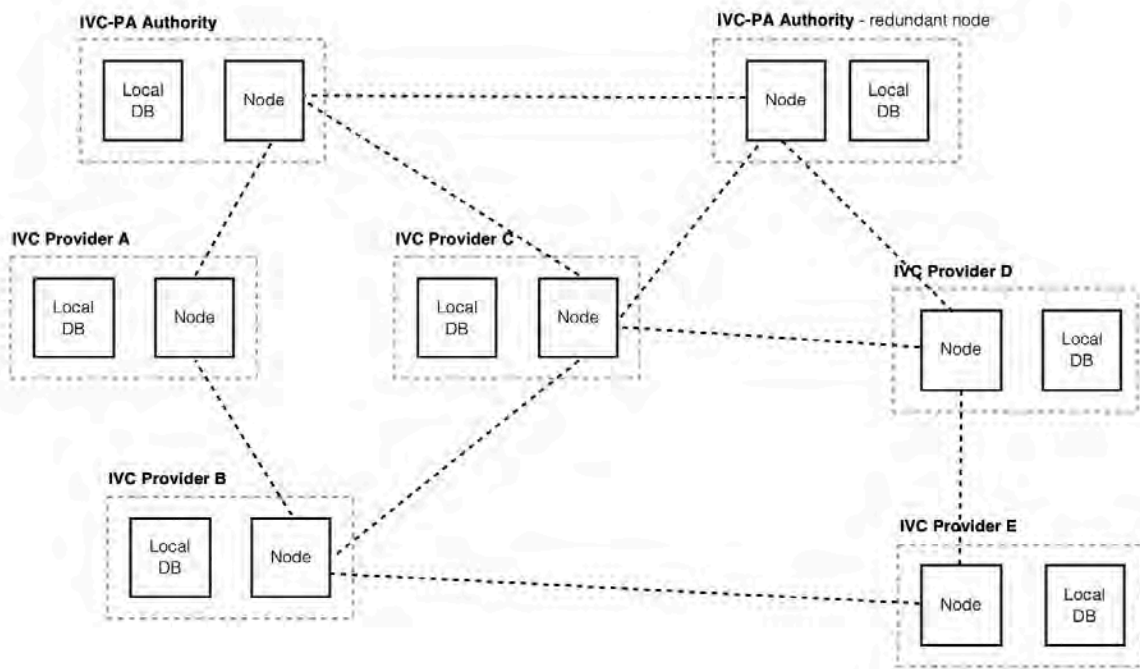 IVC-PA Authority
IVC-PA Authority - redundant node
Local
DB
Node
Node
Local
DB
IVC Provider A
IVC Provider C
IVC Provider D
Local
DB
Node
Local
DB
Node
Node
Local
DB
IVC Provider B
IVC Provider E
Local
DB
Node
Node
Local
DB